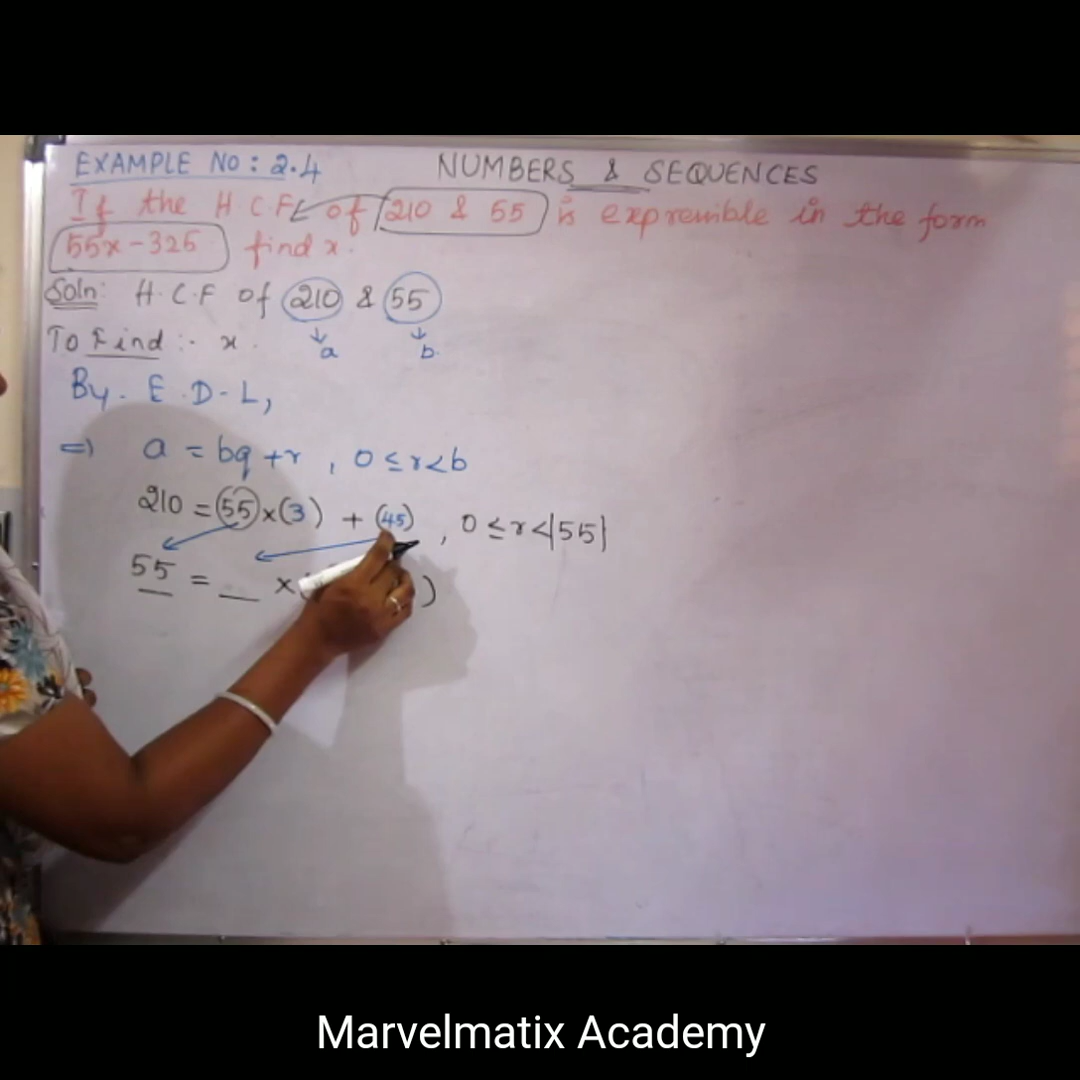 EXAMPLE No: 2.4 NUMBERS & SEQUENCES
If the H.C.F of 210 & 55 is expressible in the form
55x-325 find x.
Soln: H.C.F of 210 & 55
To Find :- x. a b.
By. E.D-L,
⇒ a = bq+r, 0≤r<b
210 = 55×(3) + (45), 0≤r<|55|
55 = __ ×( )
Marvelmatix Academy